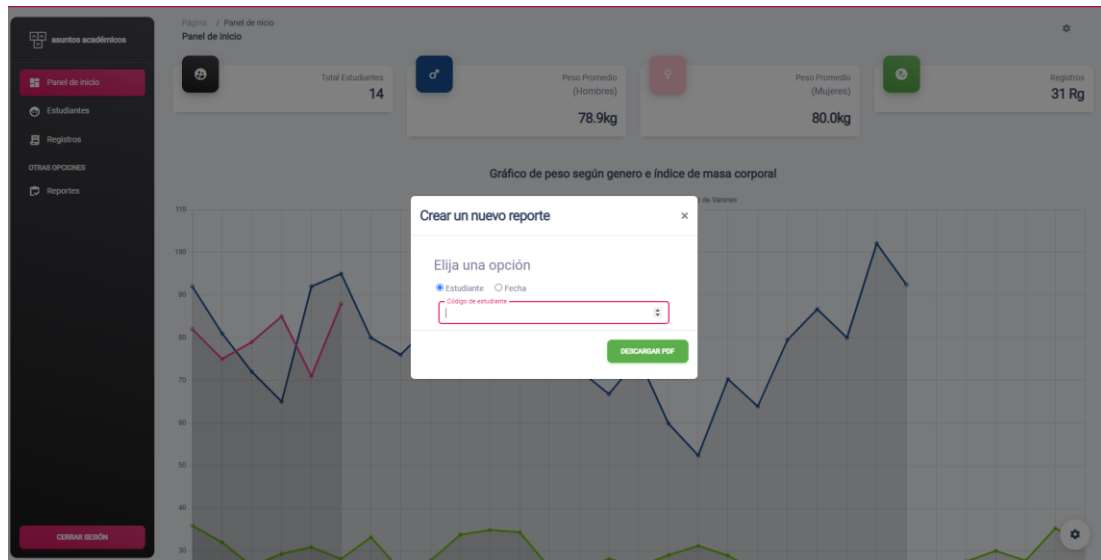 asuntos académicos
Panel de inicio
Estudiantes
Registros
OTRAS OPCIONES
Reportes
CERRAR SESIÓN
Página / Panel de nicio
Panel de inicio
Total Estudiantes
14
Peso Promedio
(Hombres)
78.9kg
Peso Promedio
(Mujeres)
80.0kg
Registros
31 Rg
Gráfico de peso según genero e índice de masa corporal
de Varones
110
100
90
80
70
60
50
40
30
Crear un nuevo reporte ×
Elija una opción
Estudiante Fecha
Código de estudiante
DESCARGAR PDF